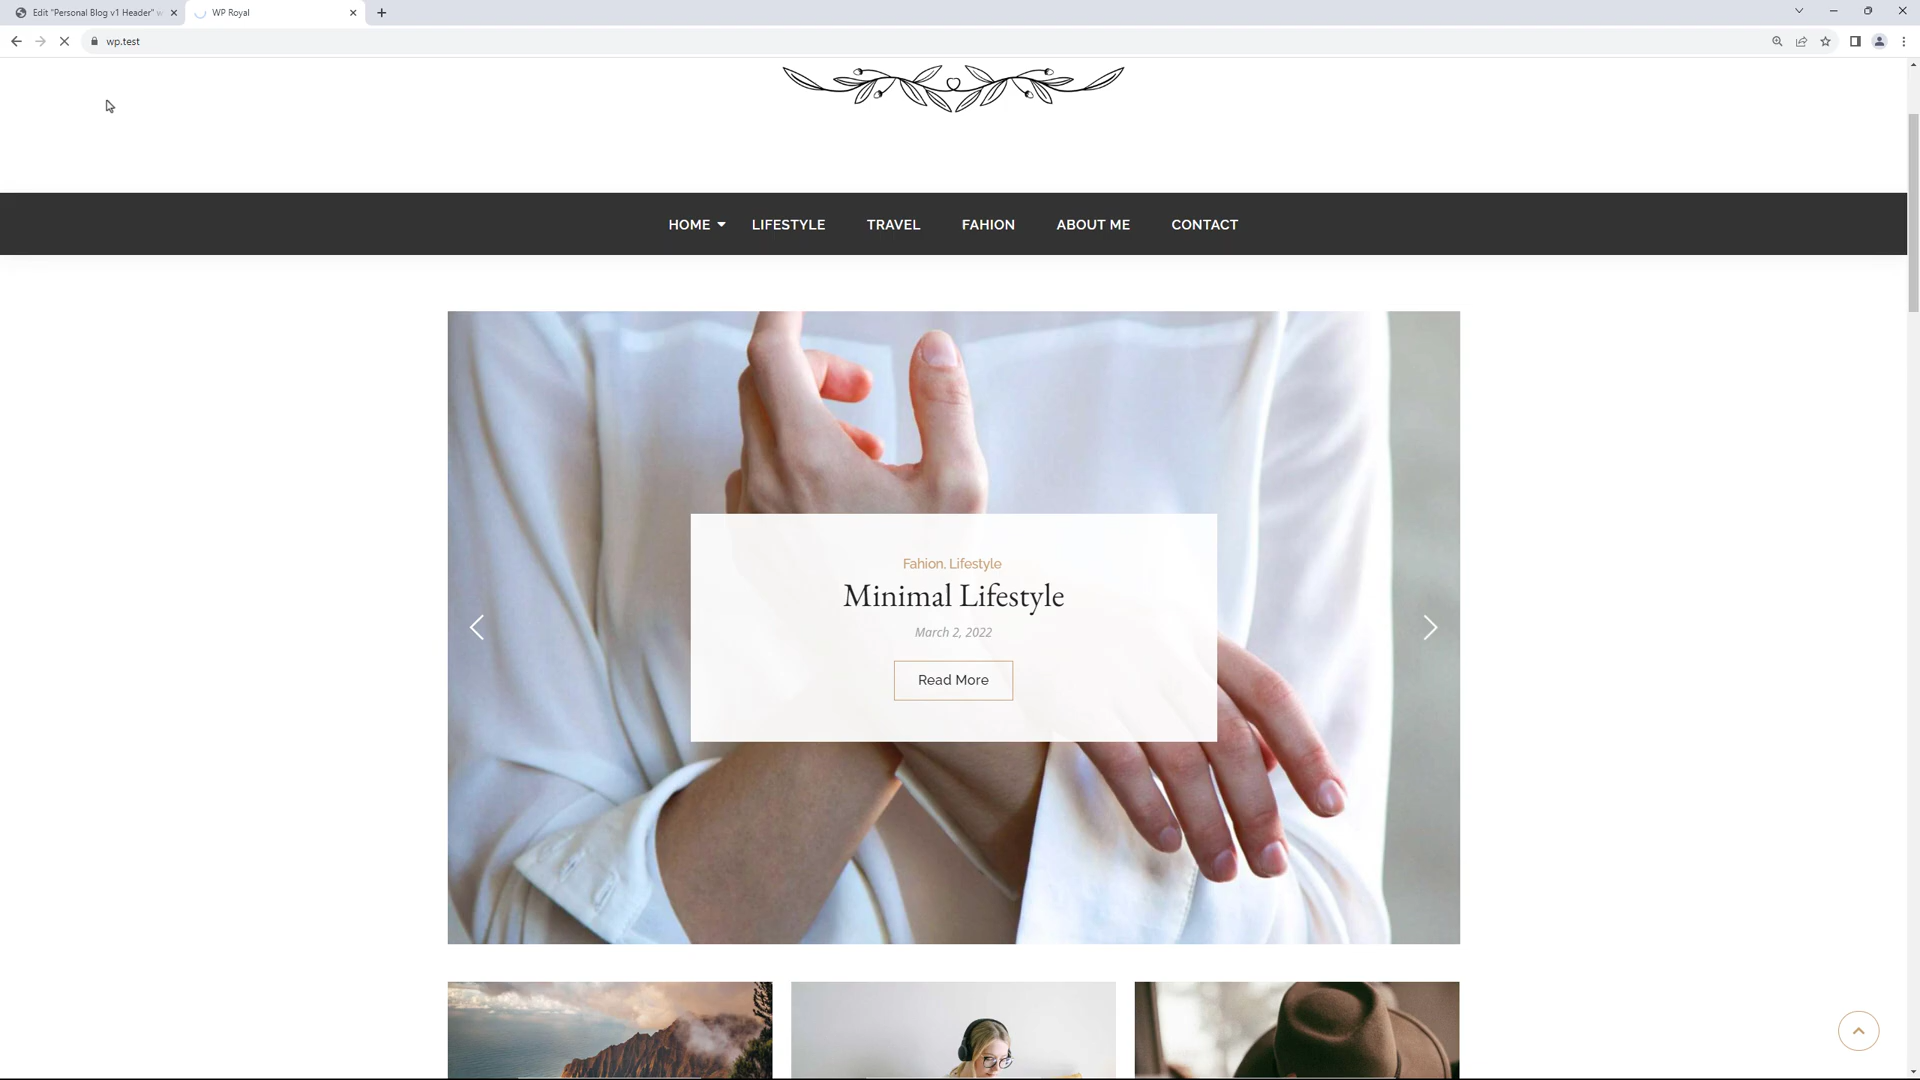 Edit "Personal Blog v1 Header" w
WP Royal
wp.test
HOME
LIFESTYLE
TRAVEL
FAHION
ABOUT ME
CONTACT
Fahion, Lifestyle
Minimal Lifestyle
March 2, 2022
Read More